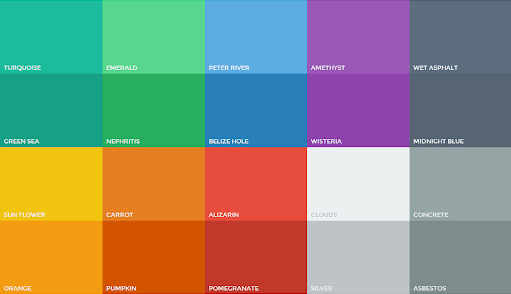 TURQUOISE
EMERALD
PETER RIVER
AMETHYST
WET ASPHALT
GREEN SEA
NEPHRITIS
BELIZE HOLE
WISTERIA
MIDNIGHT BLUE
SUN FLOWER
CARROT
ALIZARIN
CLOUDS
CONCRETE
ORANGE
PUMPKIN
POMEGRANATE
SILVER
ASBESTOS